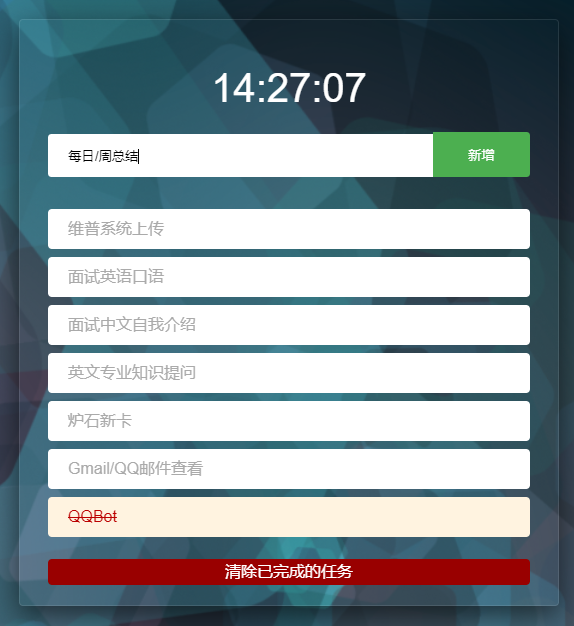 14:27:07
每日/周总结
新增
维普系统上传
面试英语口语
面试中文自我介绍
英文专业知识提问
炉石新卡
Gmail/QQ邮件查看
QQBot
清除已完成的任务